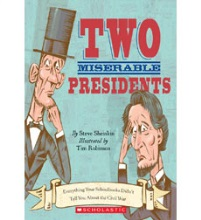 TWO
MISERABLE
PRESIDENTS
By Steve Sheinkin
Illustrated by
Tim Robinson
Everything Your Schoolbooks Didn't
Tell You About the Civil War
SCHOLASTIC